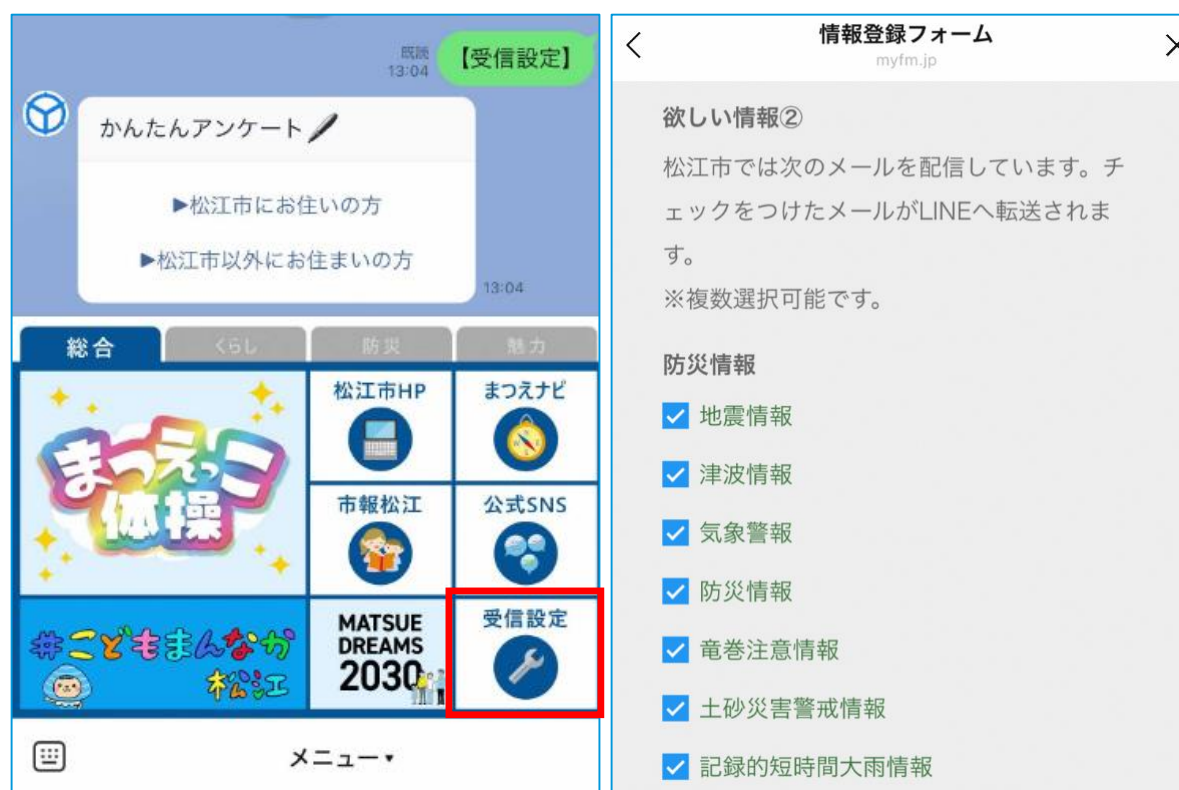 既読
13:04
【受信設定】
かんたんアンケート
▶松江市にお住いの方
▶松江市以外にお住まいの方
13:04
総合
くらし
防災
魅力
まつえっこ
体操
松江市HP
まつえナビ
市報松江
公式SNS
#こどもまんなか
松江
MATSUE
DREAMS
2030
受信設定
メニュー▾
情報登録フォーム
myfm.jp
欲しい情報②
松江市では次のメールを配信しています。チ
ェックをつけたメールがLINEへ転送されま
す。
※複数選択可能です。
防災情報
地震情報
津波情報
気象警報
防災情報
竜巻注意情報
土砂災害警戒情報
記録的短時間大雨情報